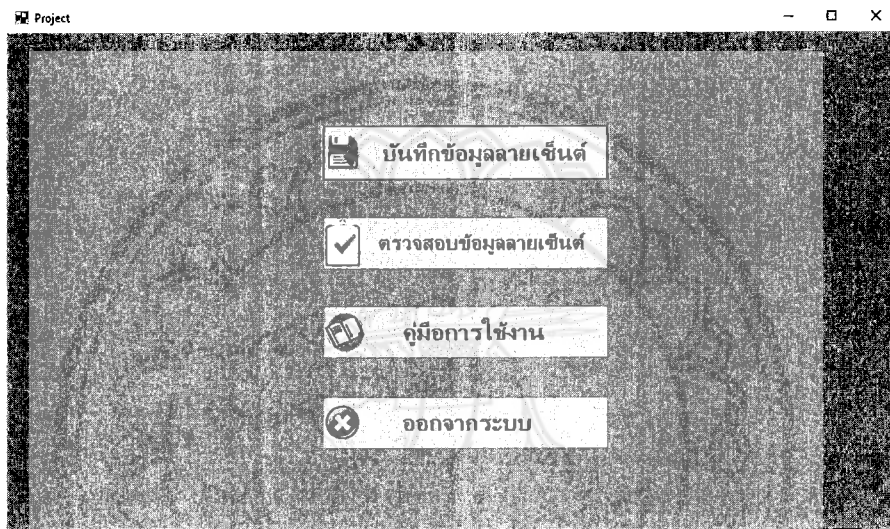 Project
บันทึกข้อมูลลายเซ็นต์
ตรวจสอบข้อมูลลายเซ็นต์
คู่มือการใช้งาน
ออกจากระบบ